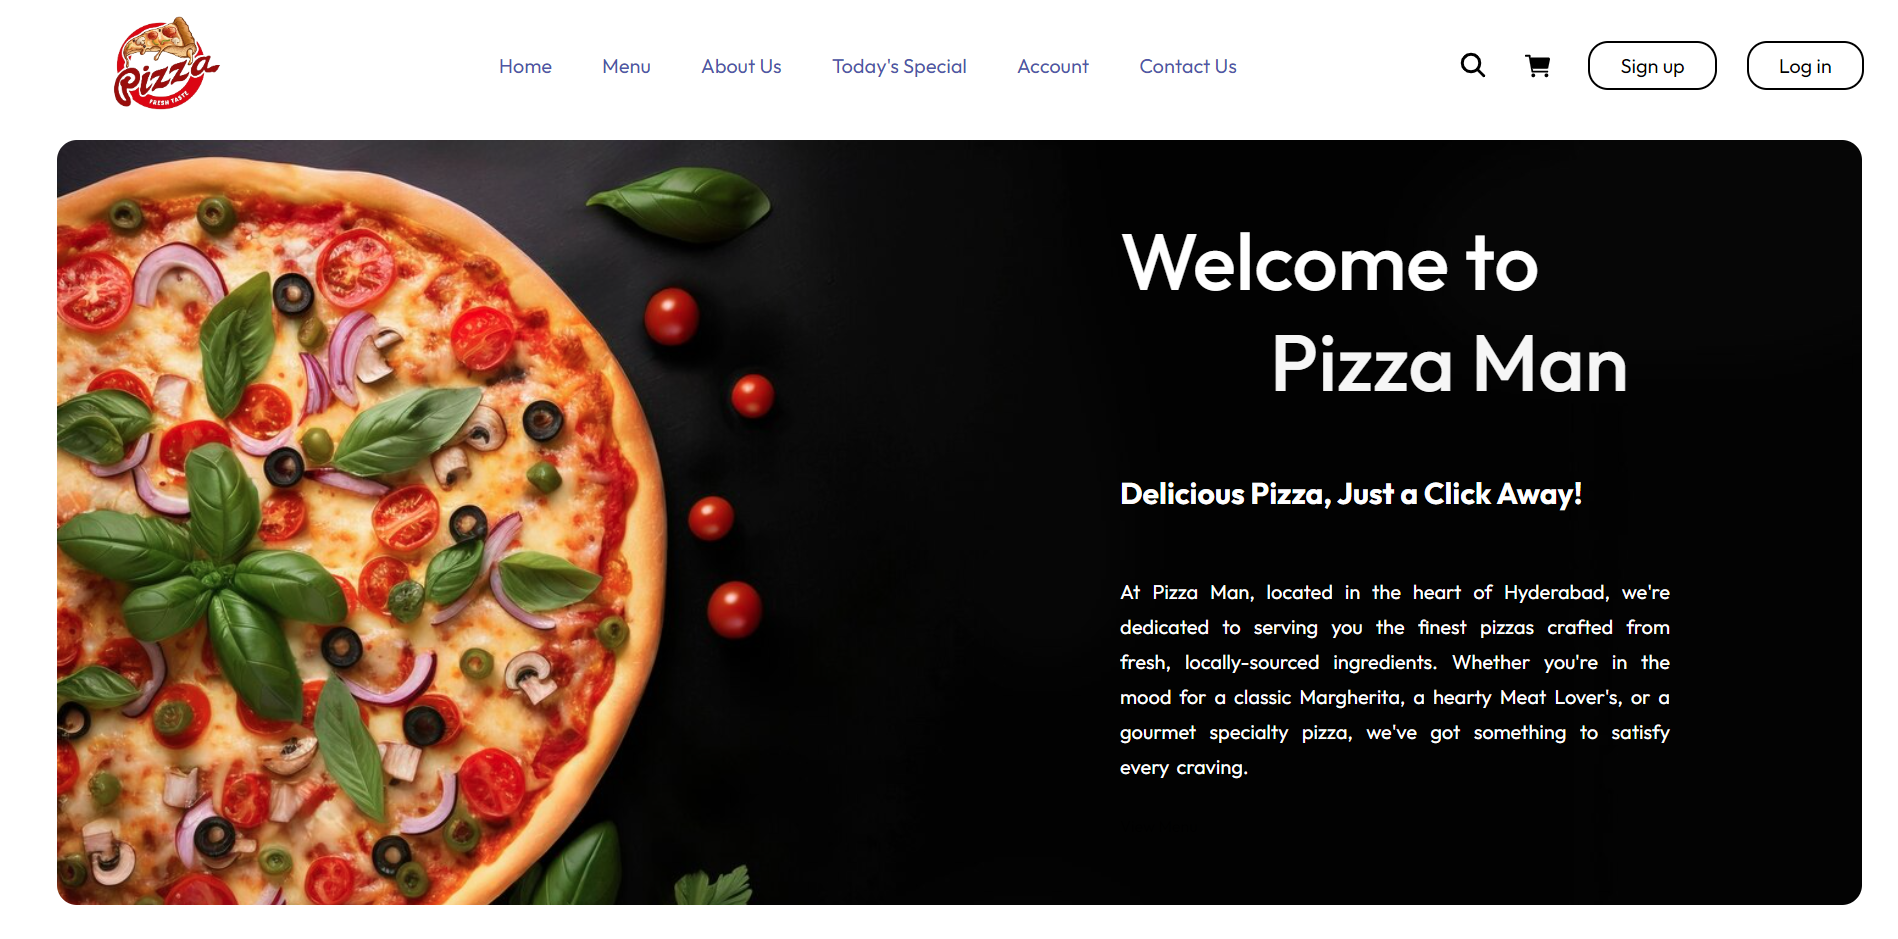 Pizza
FRESH TASTE
Home Menu About Us Today's Special Account Contact Us
Sign up Log in
Welcome to
Pizza Man
Delicious Pizza, Just a Click Away!
At Pizza Man, located in the heart of Hyderabad, we're
dedicated to serving you the finest pizzas crafted from
fresh, locally-sourced ingredients. Whether you're in the
mood for a classic Margherita, a hearty Meat Lover's, or a
gourmet specialty pizza, we've got something to satisfy
every craving.